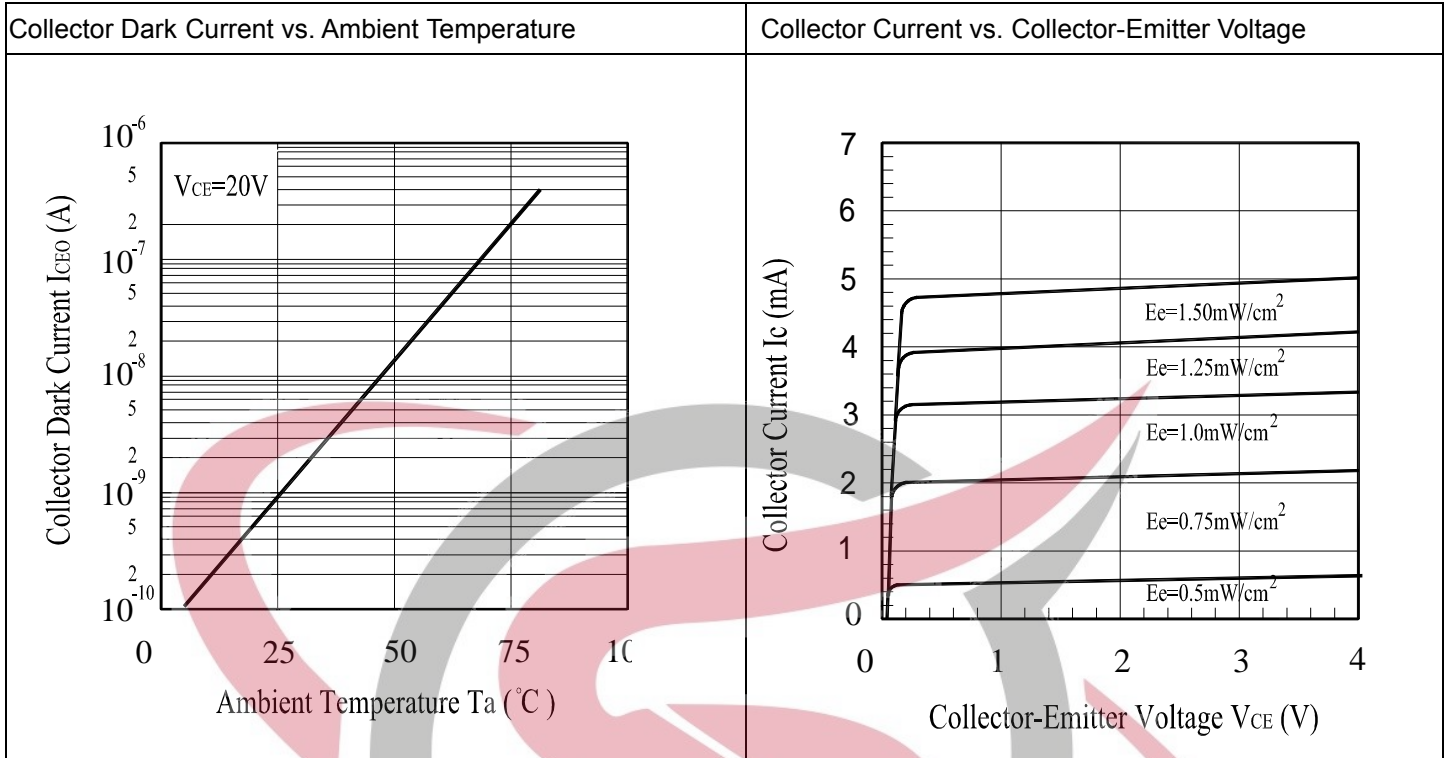 Collector Dark Current vs. Ambient Temperature
Collector Current vs. Collector-Emitter Voltage
10-6
5
2
10-7
5
2
10-8
5
2
10-9
5
2
10-10
VCE=20V
Collector Dark Current ICEO (A)
0 25 50 75 10
Ambient Temperature Ta (℃ )
7
6
5
4
3
2
1
0
Collector Current Ic (mA)
Ee=1.50mW/cm2
Ee=1.25mW/cm2
Ee=1.0mW/cm2
Ee=0.75mW/cm2
Ee=0.5mW/cm2
0 1 2 3 4
Collector-Emitter Voltage VCE (V)